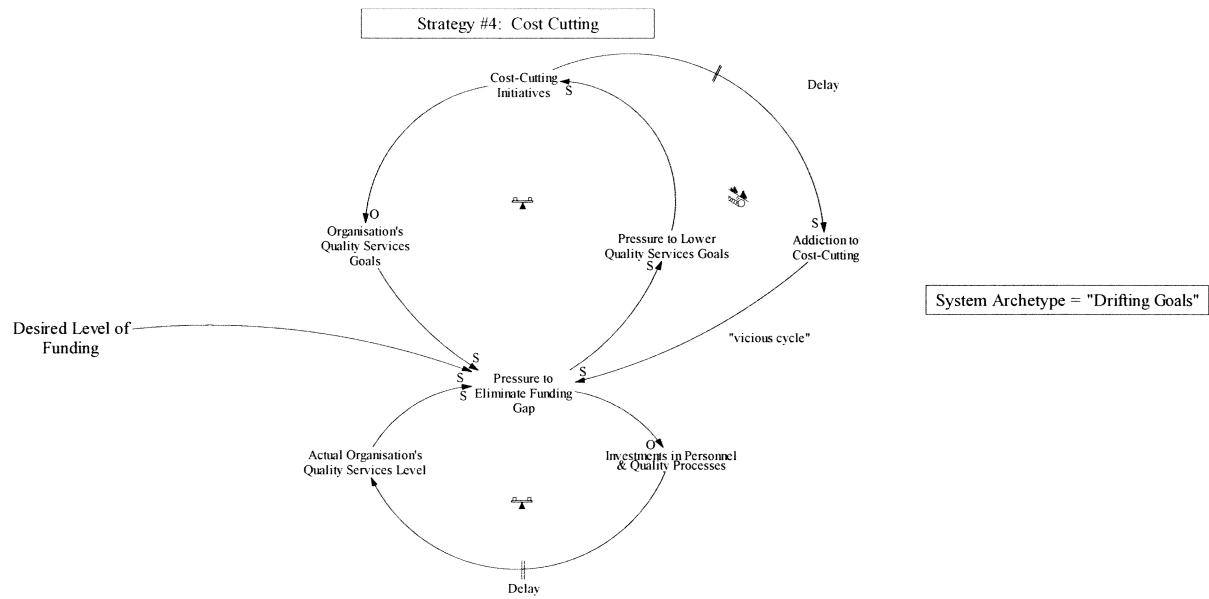 Strategy #4: Cost Cutting
Cost-Cutting
Initiatives
S
Delay
O
Organisation's
Quality Services
Goals
Pressure to Lower
Quality Services Goals
S
S
Addiction to
Cost-Cutting
System Archetype = "Drifting Goals"
Desired Level of
Funding
"vicious cycle"
S
S
S
S
Pressure to
Eliminate Funding
Gap
Actual Organisation's
Quality Services Level
O
Investments in Personnel
& Quality Processes
Delay